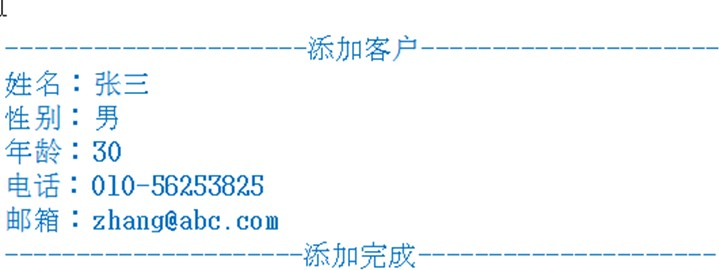 ---------------------添加客户---------------------
姓名：张三
性别：男
年龄：30
电话：010-56253825
邮箱：zhang@abc.com
---------------------添加完成---------------------